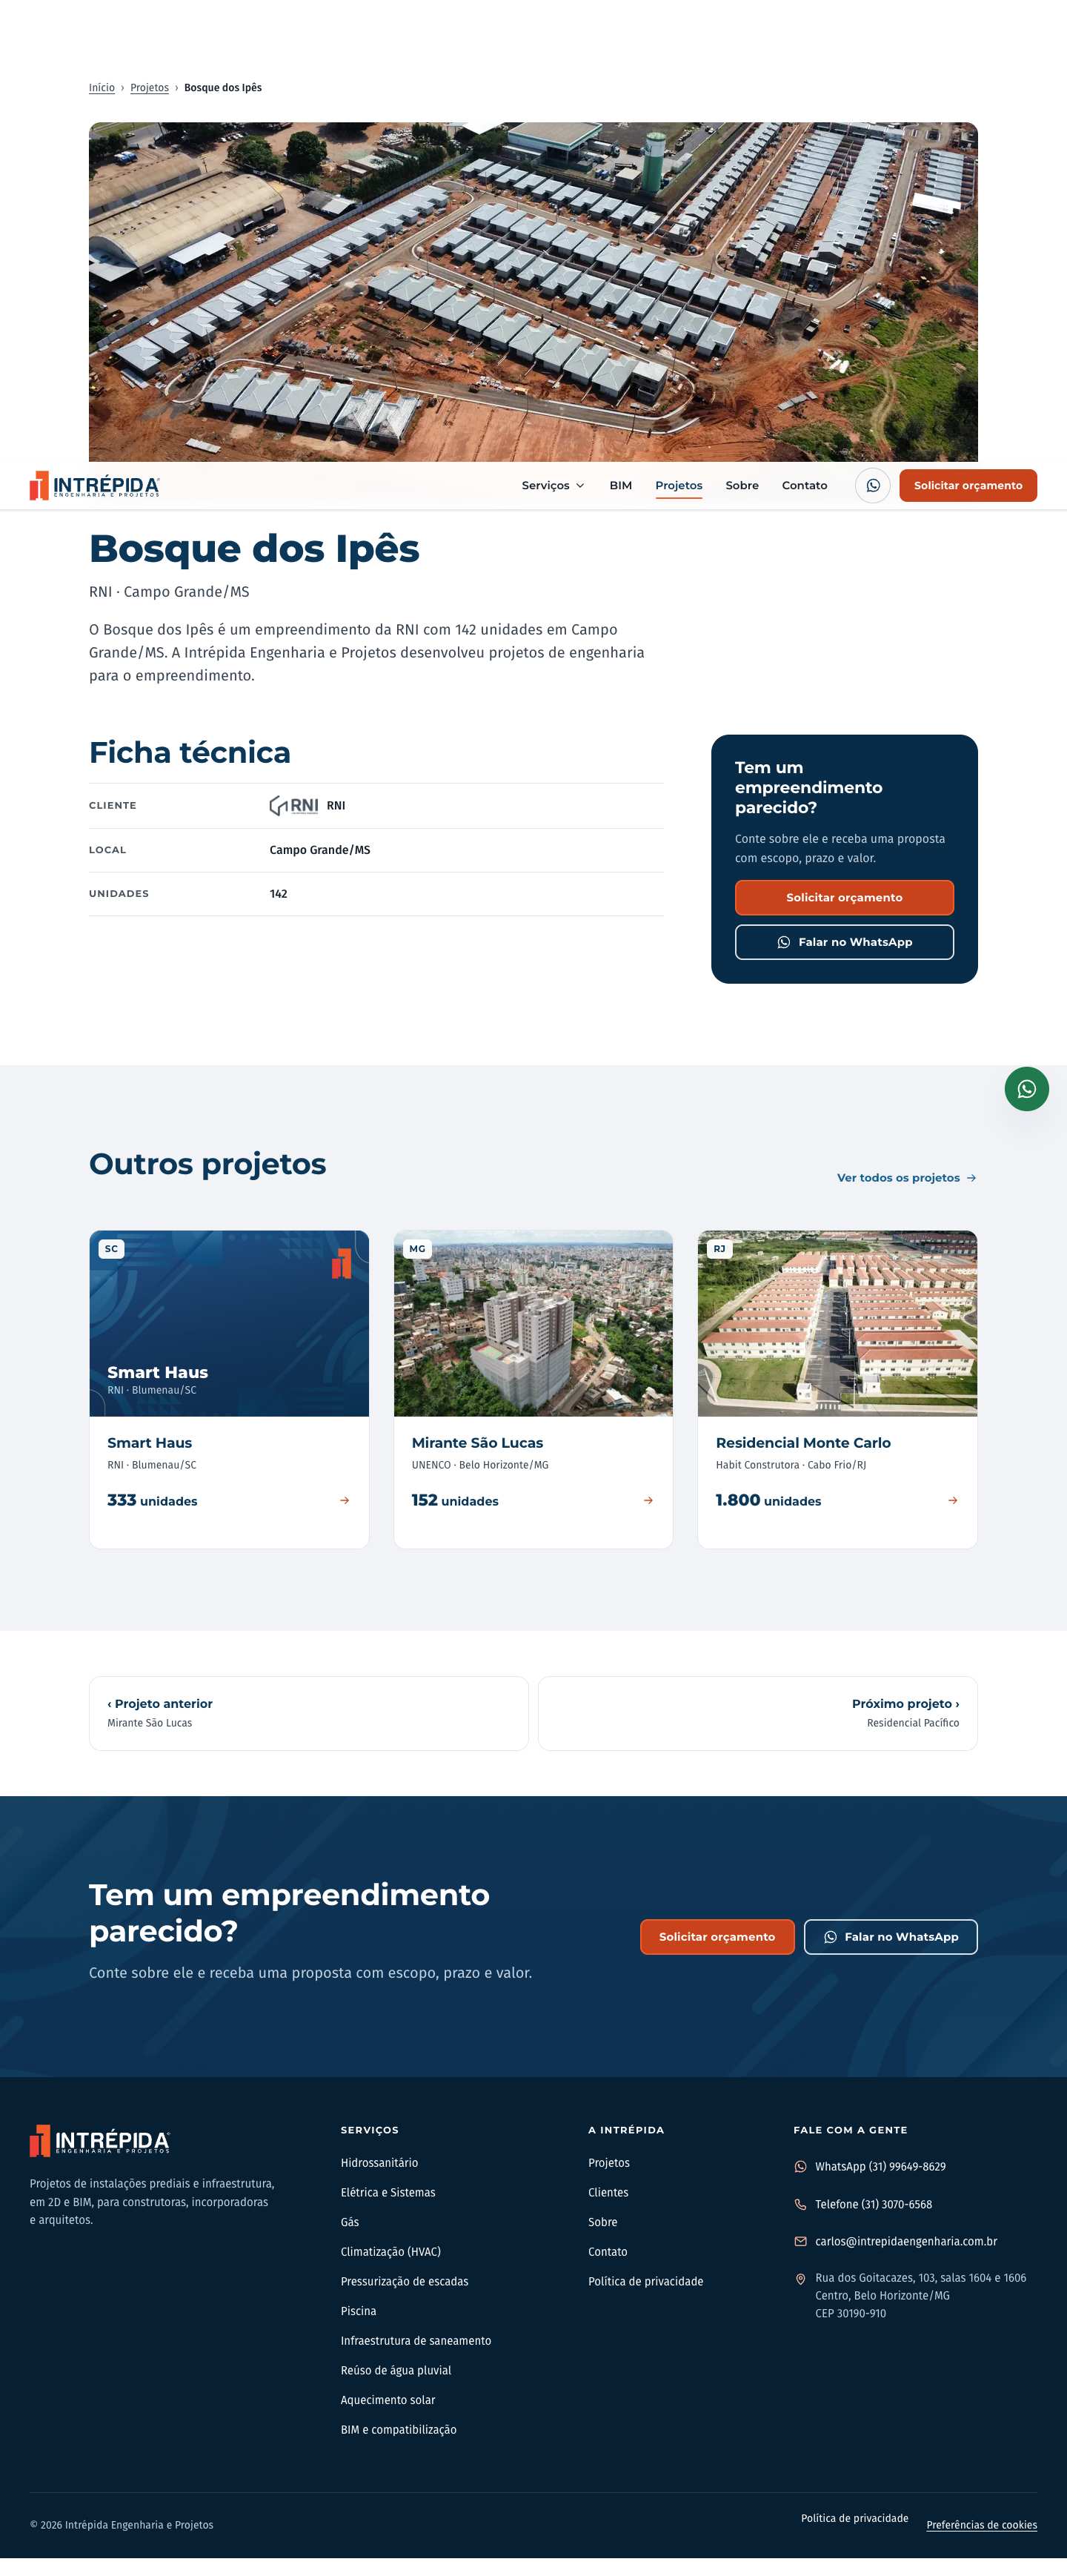 Início › Projetos › Bosque dos Ipês
INTRÉPIDA
ENGENHARIA E PROJETOS
Serviços BIM Projetos Sobre Contato Solicitar orçamento
Bosque dos Ipês
RNI · Campo Grande/MS
O Bosque dos Ipês é um empreendimento da RNI com 142 unidades em Campo
Grande/MS. A Intrépida Engenharia e Projetos desenvolveu projetos de engenharia
para o empreendimento.
Ficha técnica
CLIENTE RNI RNI
LOCAL Campo Grande/MS
UNIDADES 142
Tem um
empreendimento
parecido?
Conte sobre ele e receba uma proposta
com escopo, prazo e valor.
Solicitar orçamento
Falar no WhatsApp
Outros projetos
Ver todos os projetos →
SC
Smart Haus
RNI · Blumenau/SC
Smart Haus
RNI · Blumenau/SC
333 unidades →
MG
Mirante São Lucas
UNENCO · Belo Horizonte/MG
152 unidades →
RJ
Residencial Monte Carlo
Habit Construtora · Cabo Frio/RJ
1.800 unidades →
‹ Projeto anterior
Mirante São Lucas
Próximo projeto ›
Residencial Pacífico
Tem um empreendimento
parecido?
Conte sobre ele e receba uma proposta com escopo, prazo e valor.
Solicitar orçamento
Falar no WhatsApp
INTRÉPIDA
ENGENHARIA E PROJETOS
Projetos de instalações prediais e infraestrutura,
em 2D e BIM, para construtoras, incorporadoras
e arquitetos.
SERVIÇOS
Hidrossanitário
Elétrica e Sistemas
Gás
Climatização (HVAC)
Pressurização de escadas
Piscina
Infraestrutura de saneamento
Reúso de água pluvial
Aquecimento solar
BIM e compatibilização
A INTRÉPIDA
Projetos
Clientes
Sobre
Contato
Política de privacidade
FALE COM A GENTE
WhatsApp (31) 99649-8629
Telefone (31) 3070-6568
carlos@intrepidaengenharia.com.br
Rua dos Goitacazes, 103, salas 1604 e 1606
Centro, Belo Horizonte/MG
CEP 30190-910
© 2026 Intrépida Engenharia e Projetos
Política de privacidade
Preferências de cookies